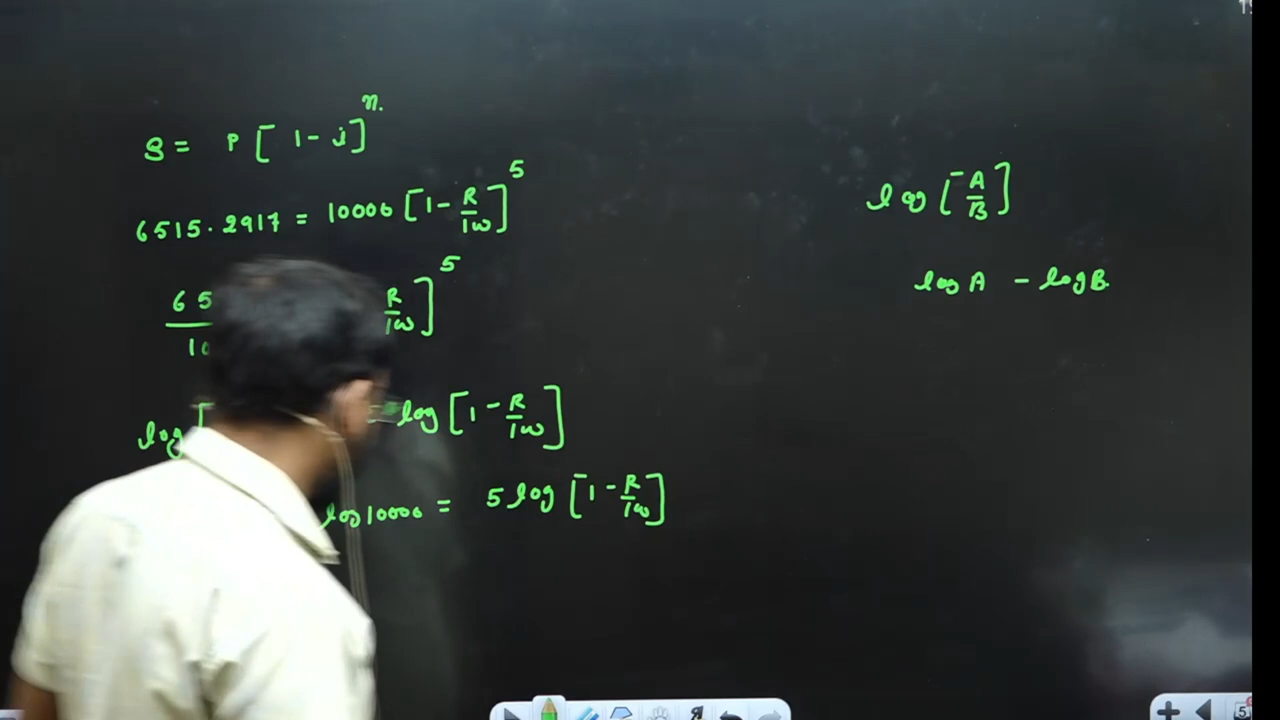 S = P [ 1 - i ]^n.
6515.2917 = 10000 [ 1 - R/100 ]^5
65
10
R/100 ]^5
log [ = log [ 1 - R/100 ]
log 10000 = 5 log [ 1 - R/100 ]
log [ A/B ]
log A - log B